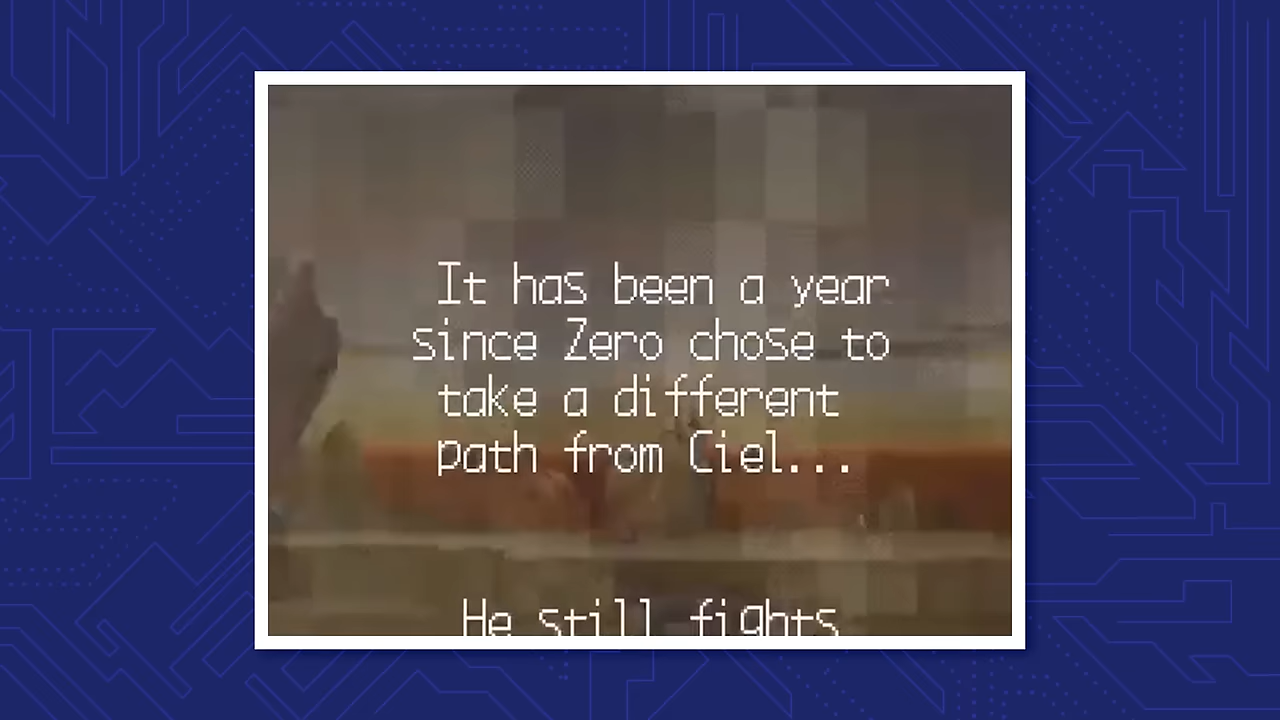 It has been a year
since Zero chose to
take a different
path from Ciel...
He still fights